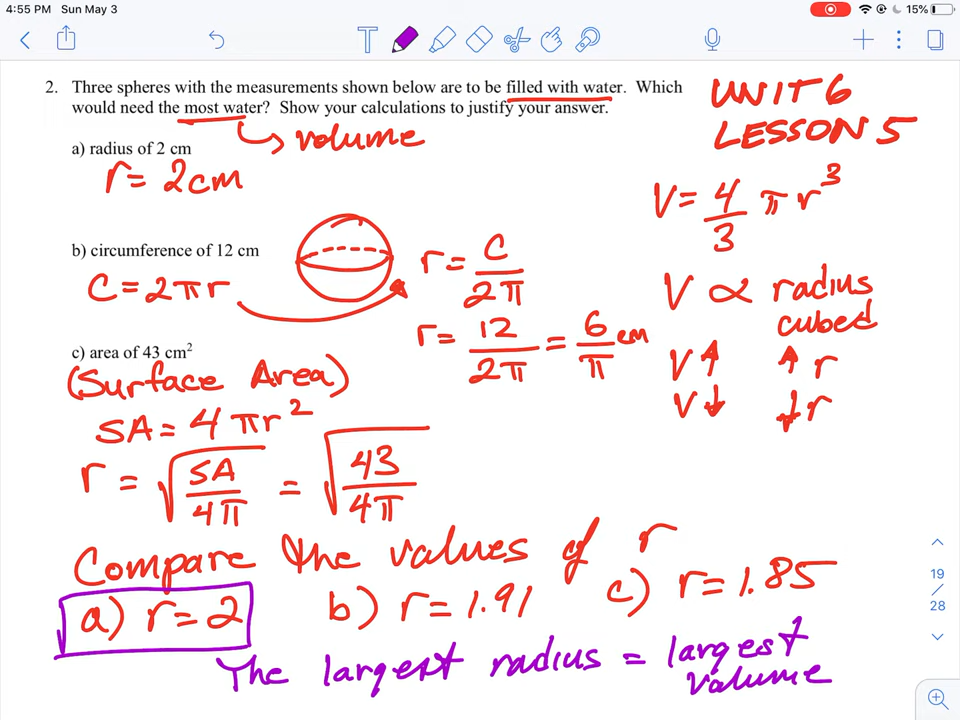 4:55 PM Sun May 3
15%
2. Three spheres with the measurements shown below are to be filled with water. Which
would need the most water? Show your calculations to justify your answer.
UNIT 6
LESSON 5
→ volume
a) radius of 2 cm
r = 2cm
V = 4/3 π r³
b) circumference of 12 cm
C = 2πr
r = C/2π
r = 12/2π = 6/π cm
V ∝ radius
cubed
V↑ ↑r
V↓ ↓r
c) area of 43 cm²
(Surface Area)
SA = 4πr²
r = √(SA/4π) = √(43/4π)
Compare the values of r
a) r = 2
b) r = 1.91
c) r = 1.85
The largest radius = largest
volume
19
/
28